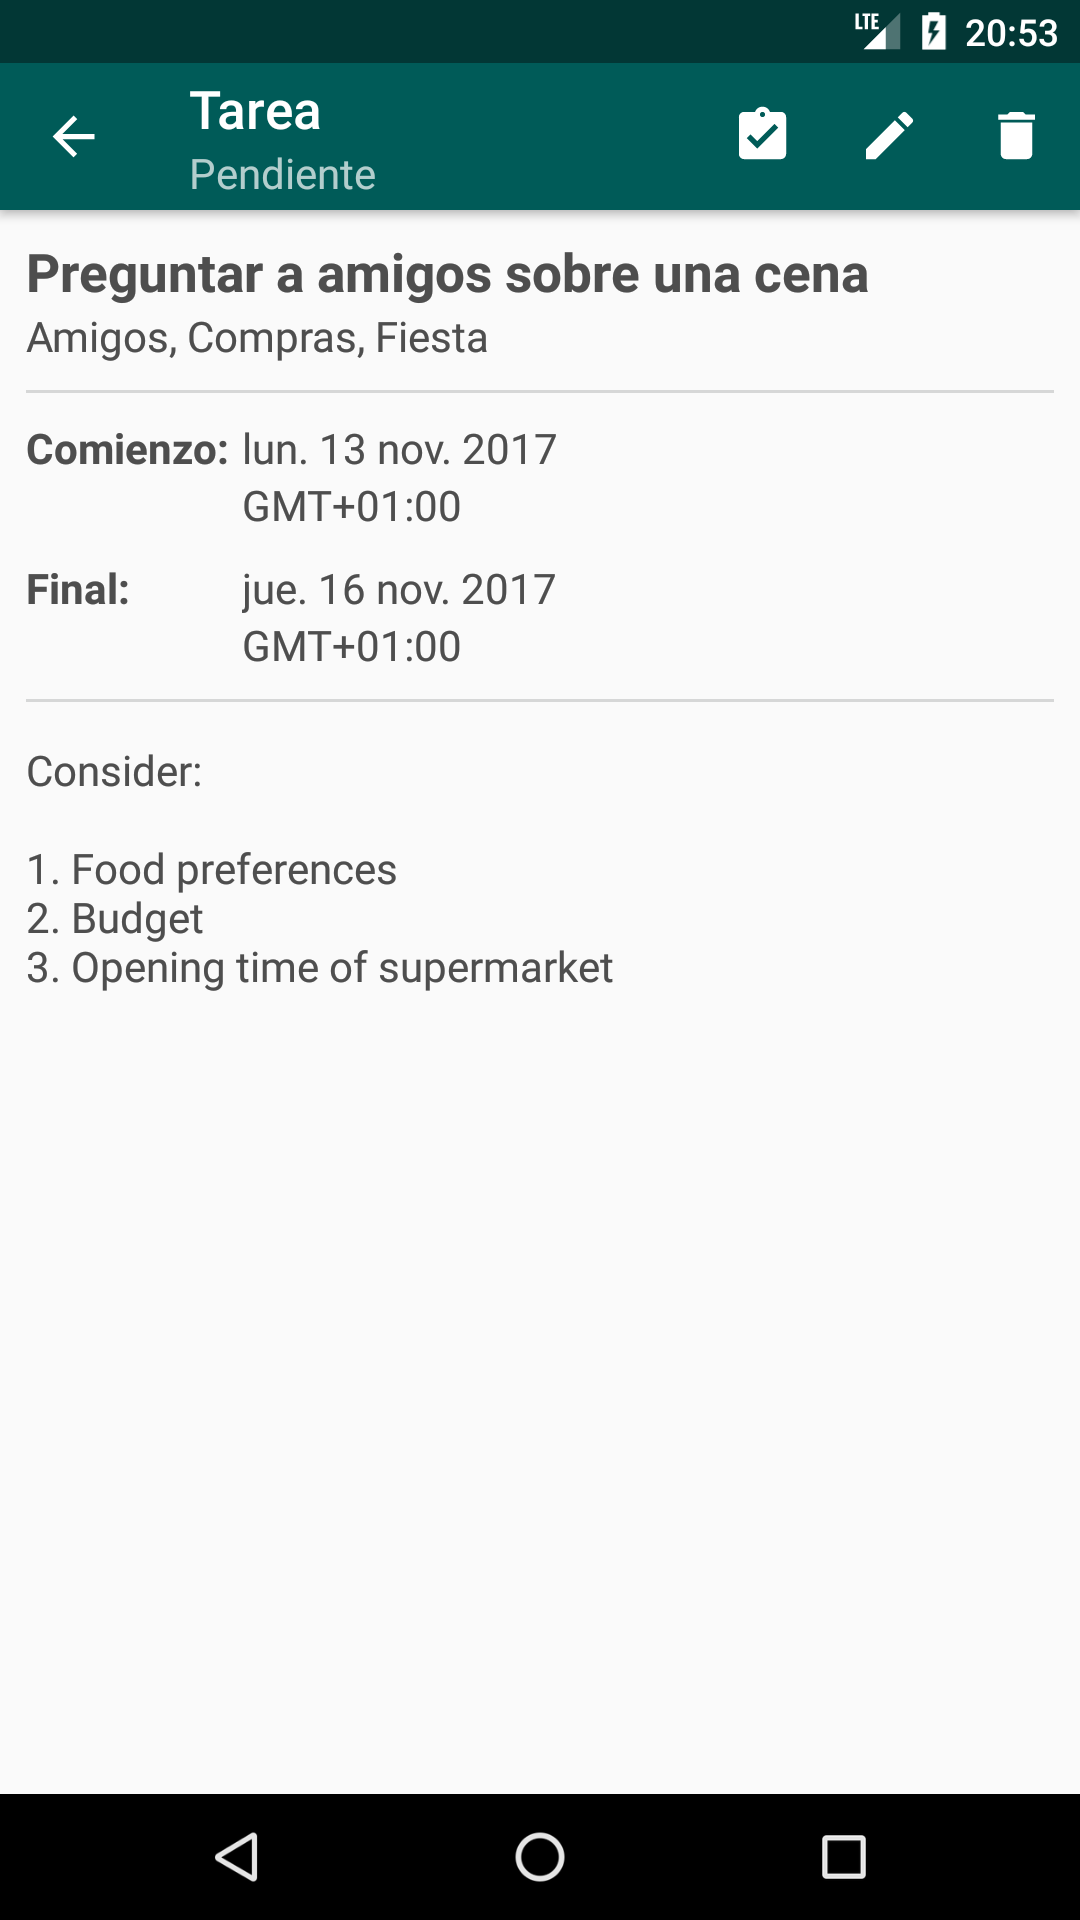 LTE 20:53
Tarea
Pendiente
Preguntar a amigos sobre una cena
Amigos, Compras, Fiesta
Comienzo: lun. 13 nov. 2017
GMT+01:00
Final: jue. 16 nov. 2017
GMT+01:00
Consider:
1. Food preferences
2. Budget
3. Opening time of supermarket